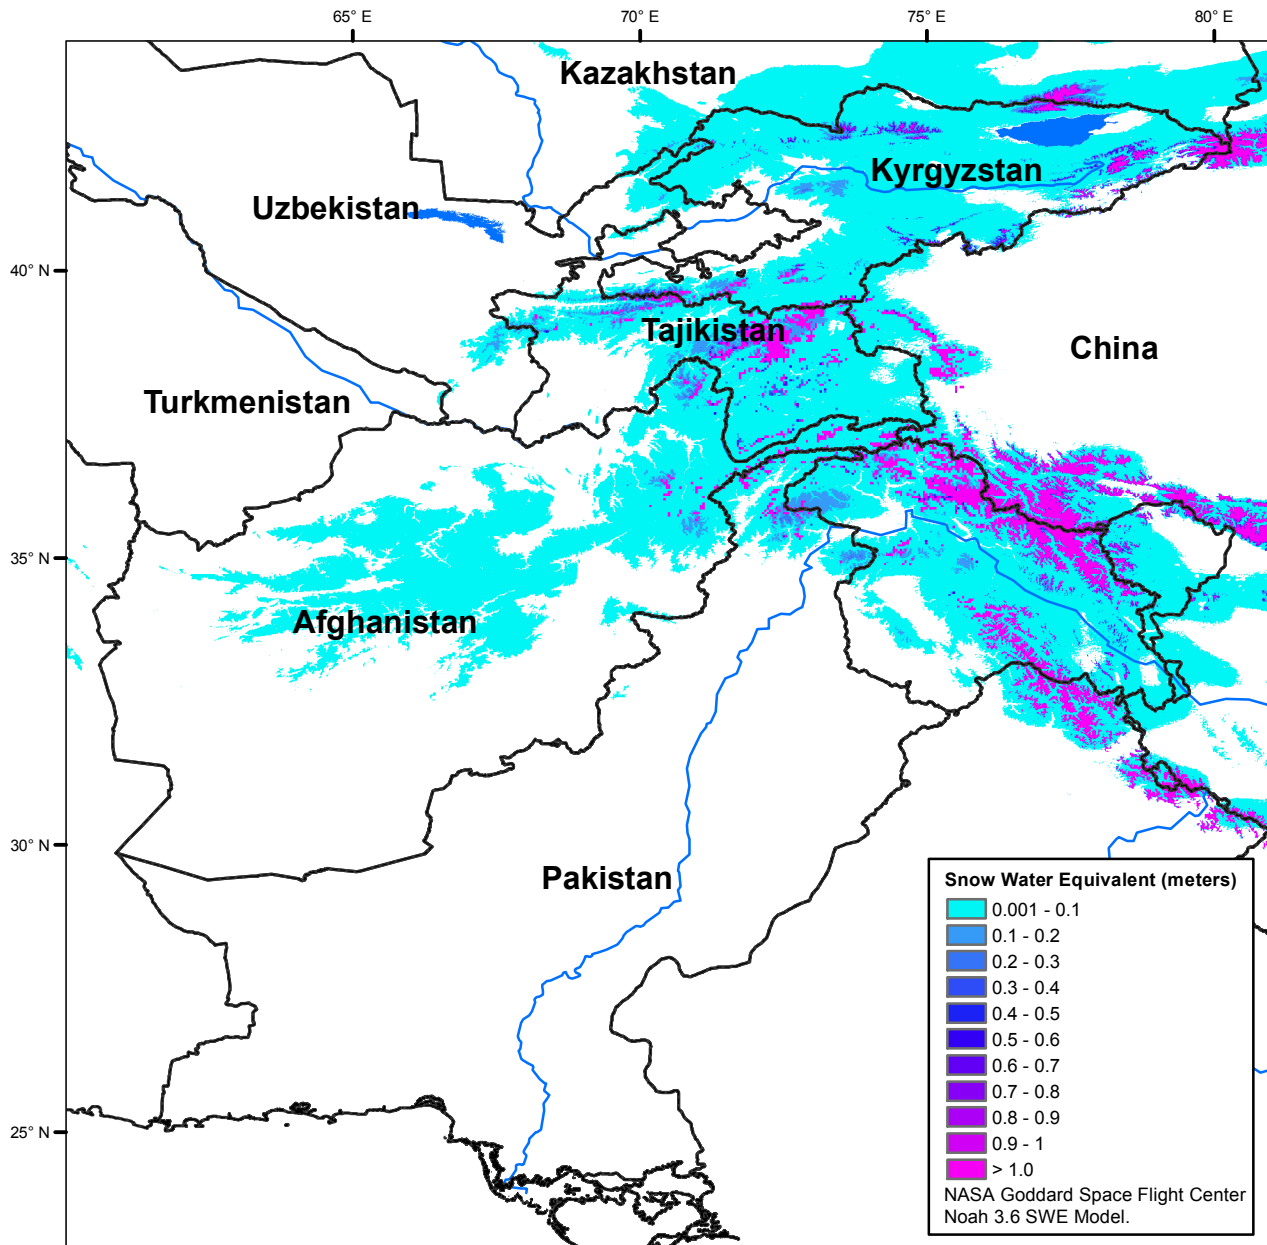 65° E
70° E
75° E
80° E
Kazakhstan
Kyrgyzstan
Uzbekistan
40° N
Tajikistan
China
Turkmenistan
35° N
Afghanistan
30° N
Pakistan
25° N
Snow Water Equivalent (meters)
0.001 - 0.1
0.1 - 0.2
0.2 - 0.3
0.3 - 0.4
0.4 - 0.5
0.5 - 0.6
0.6 - 0.7
0.7 - 0.8
0.8 - 0.9
0.9 - 1
> 1.0
NASA Goddard Space Flight Center
Noah 3.6 SWE Model.